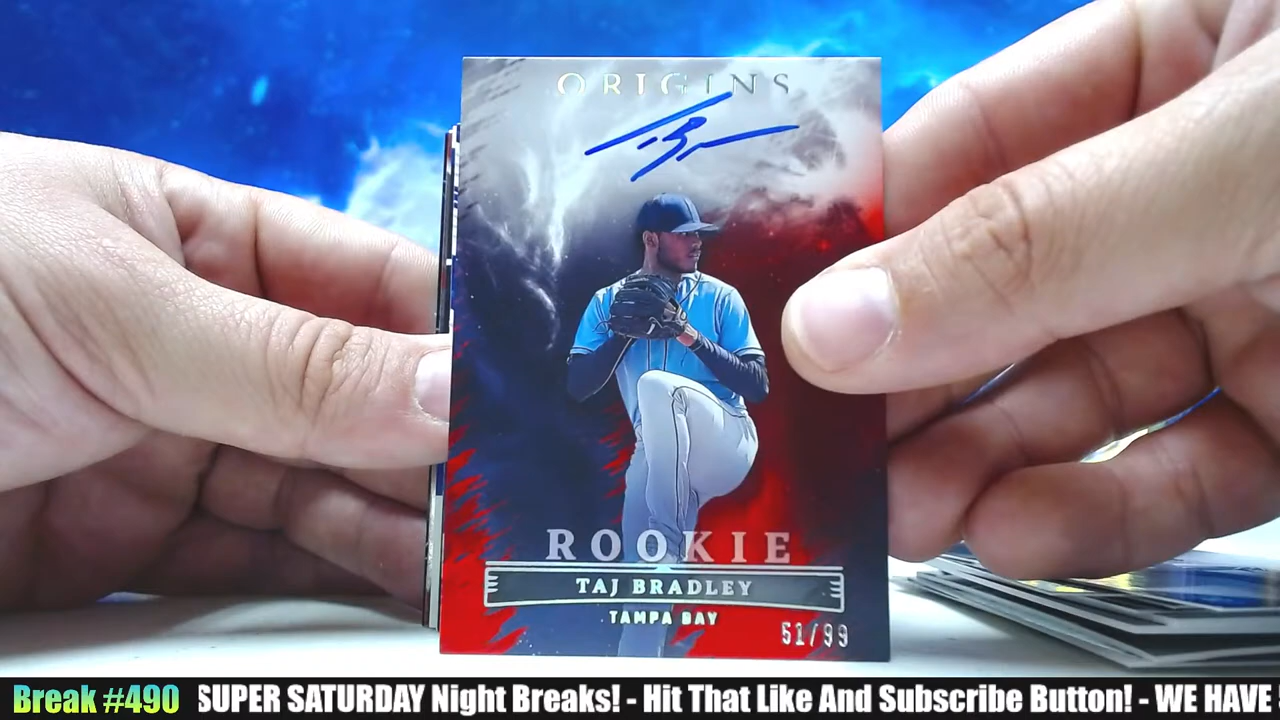 ORIGINS
ROOKIE
TAJ BRADLEY
TAMPA BAY
51/99
Break #490 SUPER SATURDAY Night Breaks! - Hit That Like And Subscribe Button! - WE HAVE